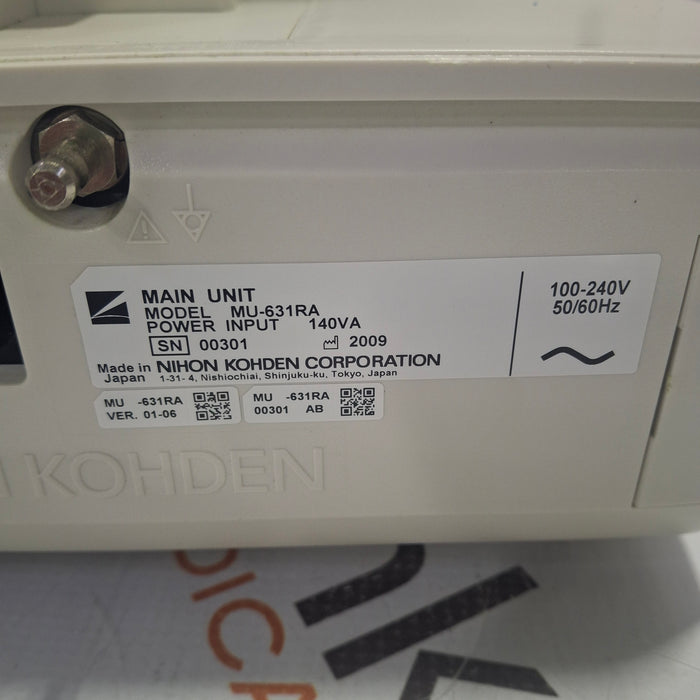 MAIN UNIT
MODEL MU-631RA
POWER INPUT 140VA
SN 00301 2009
Made in NIHON KOHDEN CORPORATION
Japan 1-31-4, Nishiochiai, Shinjuku-ku, Tokyo, Japan
100-240V
50/60Hz
MU -631RA
VER. 01-06
MU -631RA
00301 AB
KOHDEN
nk
DICA